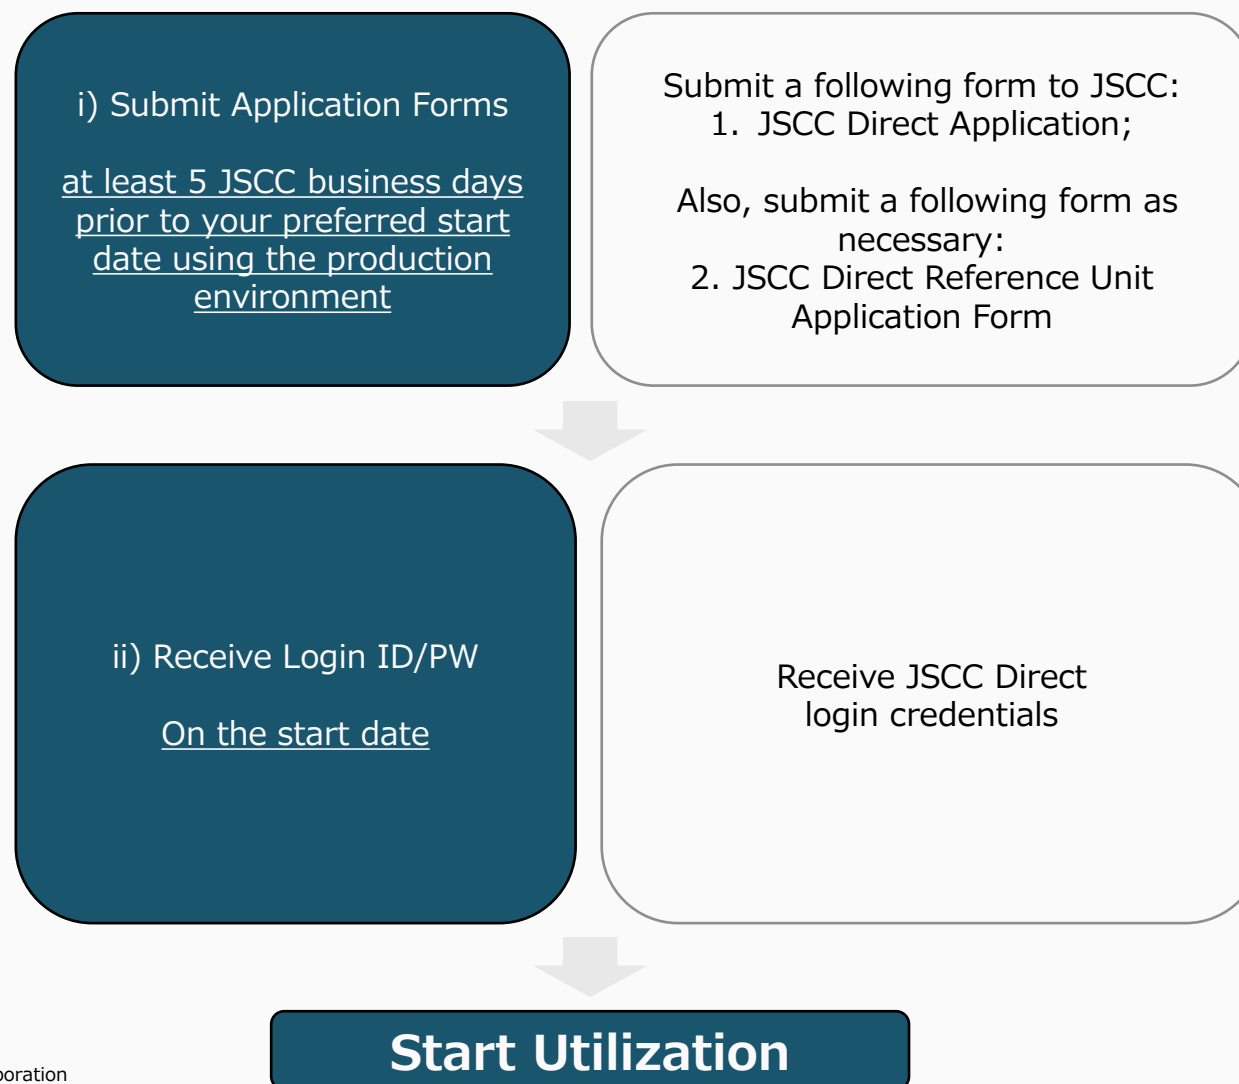 i) Submit Application Forms
at least 5 JSCC business days
prior to your preferred start
date using the production
environment
Submit a following form to JSCC:
1. JSCC Direct Application;
Also, submit a following form as
necessary:
2. JSCC Direct Reference Unit
Application Form
ii) Receive Login ID/PW
On the start date
Receive JSCC Direct
login credentials
Start Utilization